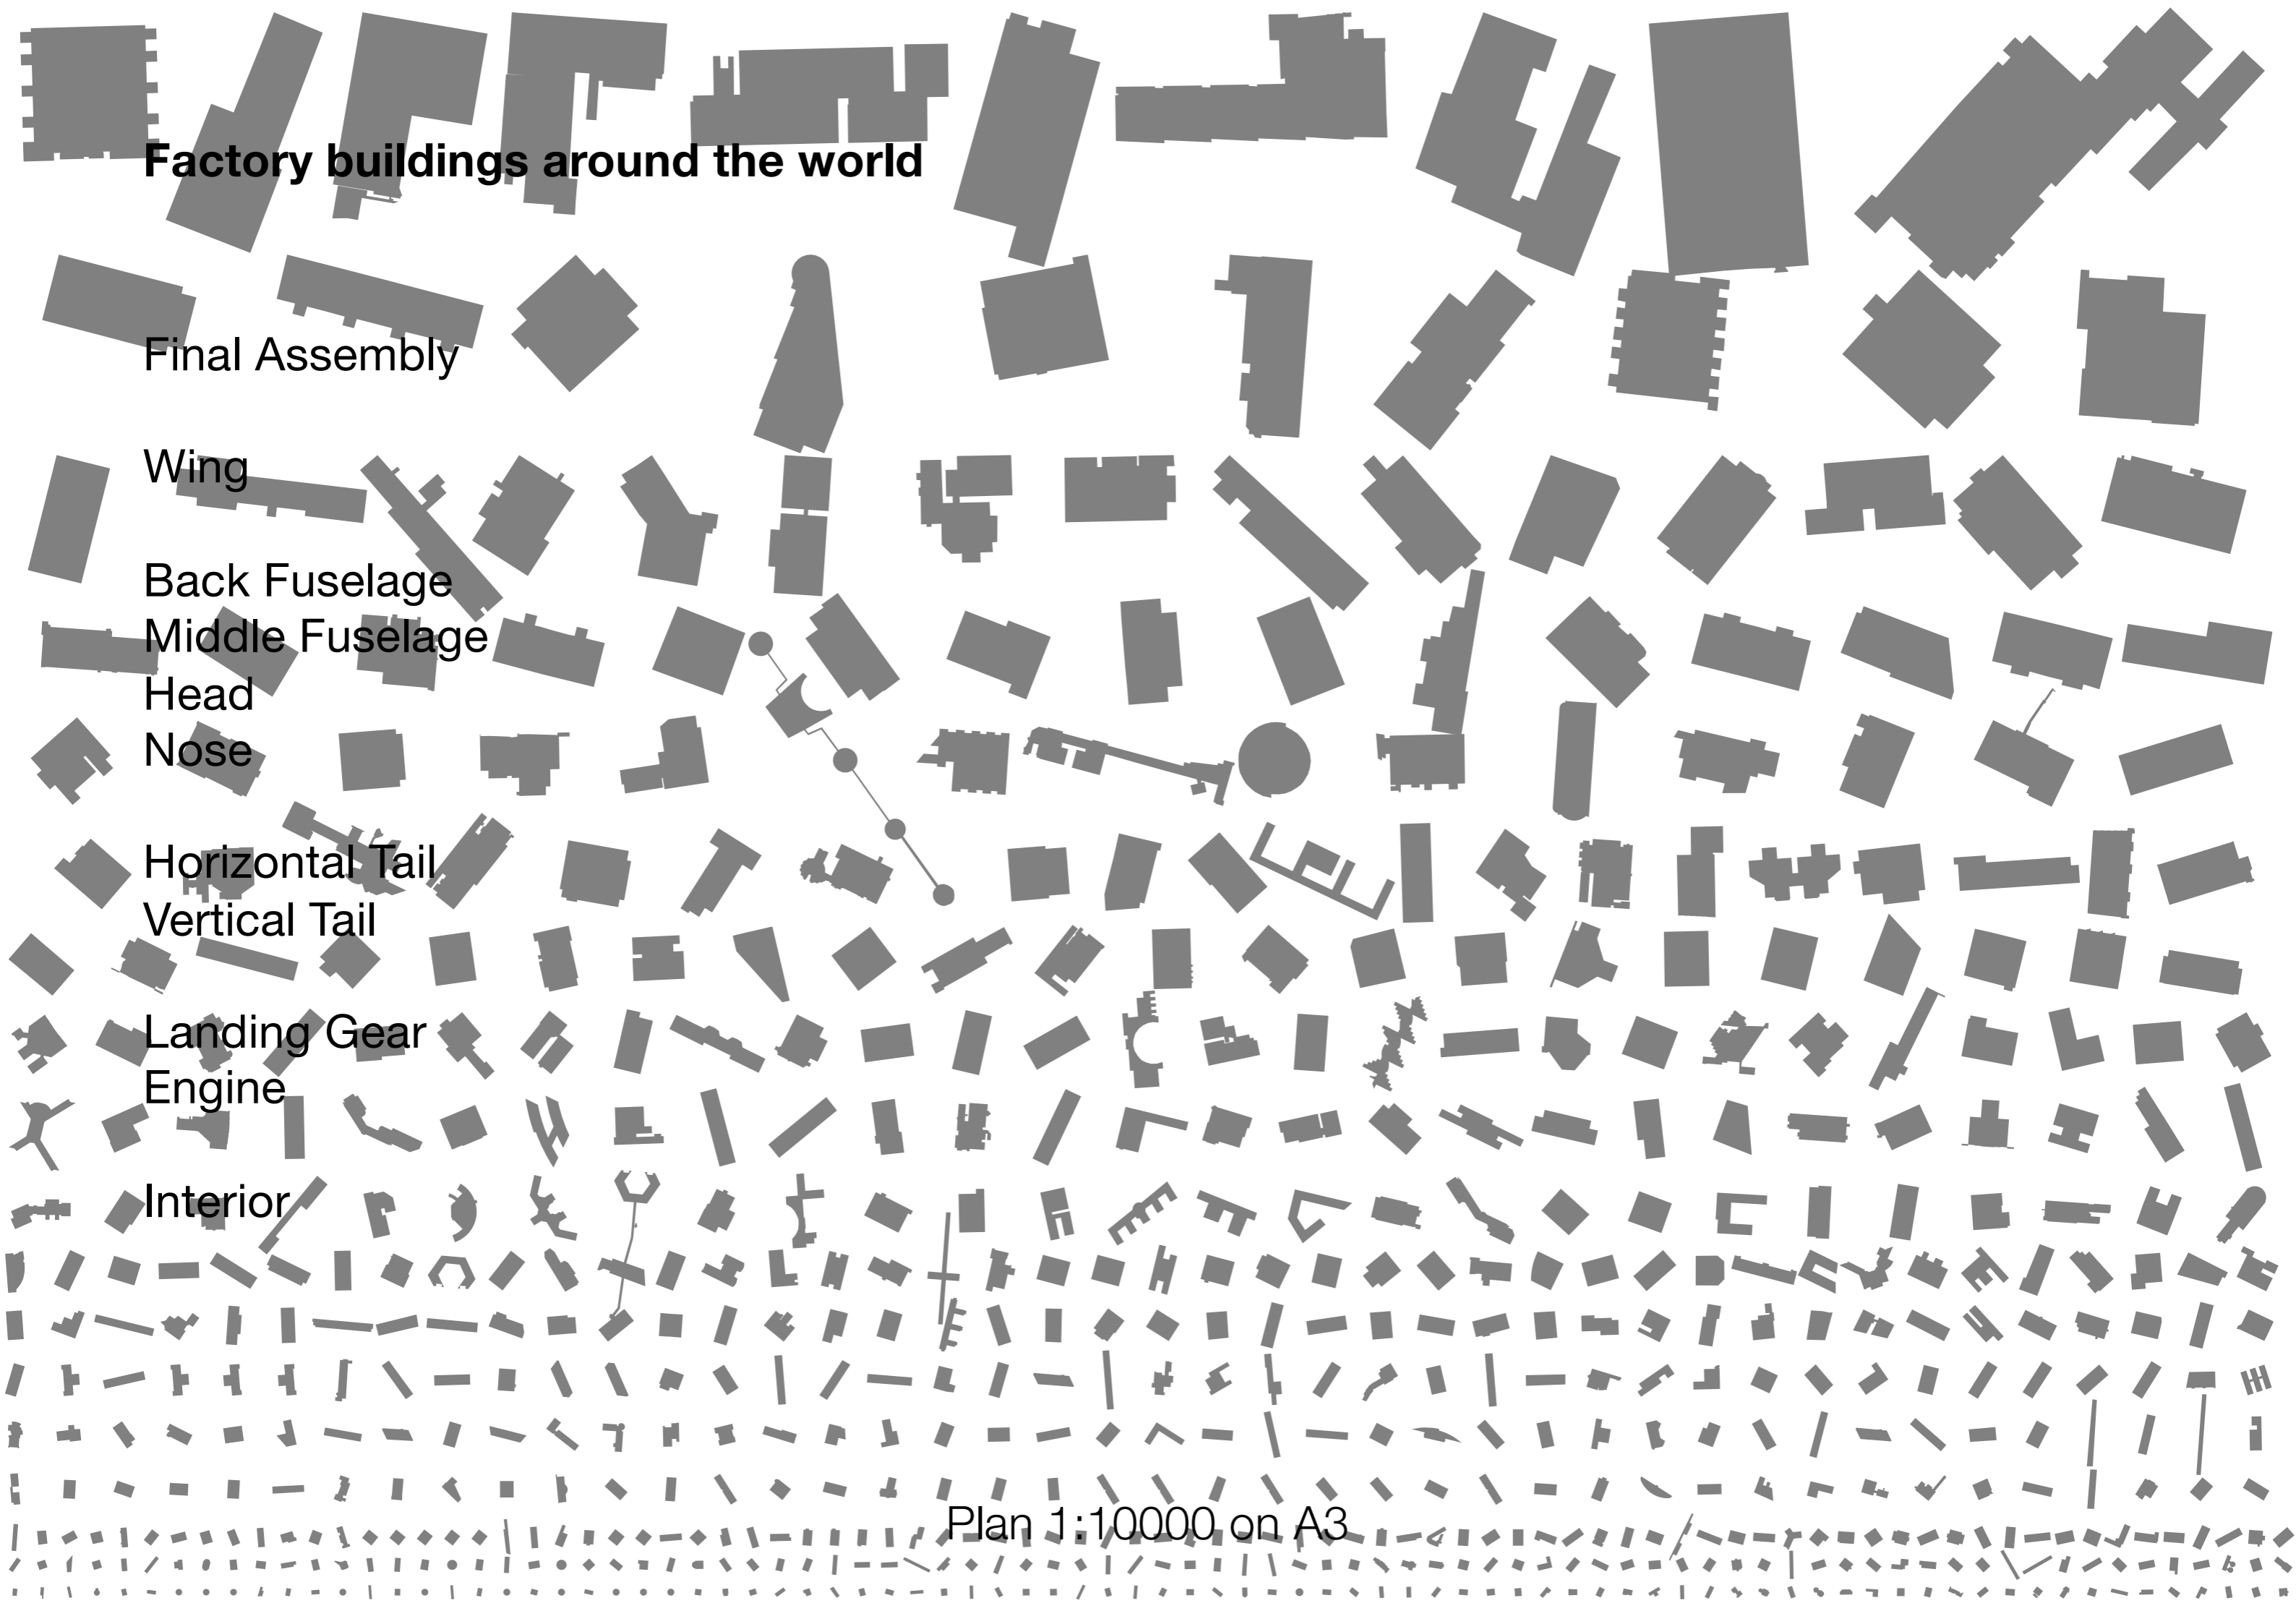 Factory buildings around the world
Final Assembly
Wing
Back Fuselage
Middle Fuselage
Head
Nose
Horizontal Tail
Vertical Tail
Landing Gear
Engine
Interior
Plan 1:10000 on A3